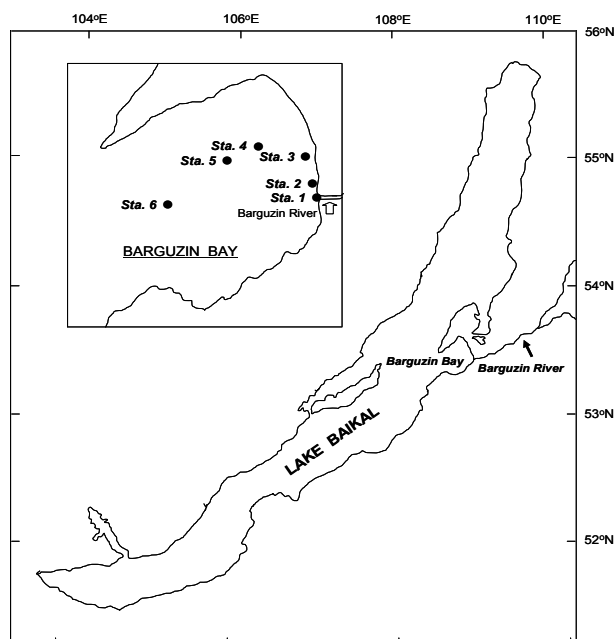 104ºE 106ºE 108ºE 110ºE
56ºN
55ºN
54ºN
53ºN
52ºN
Sta. 4
Sta. 3
Sta. 5
Sta. 2
Sta. 1
Sta. 6
Barguzin River
BARGUZIN BAY
Barguzin Bay
Barguzin River
LAKE BAIKAL